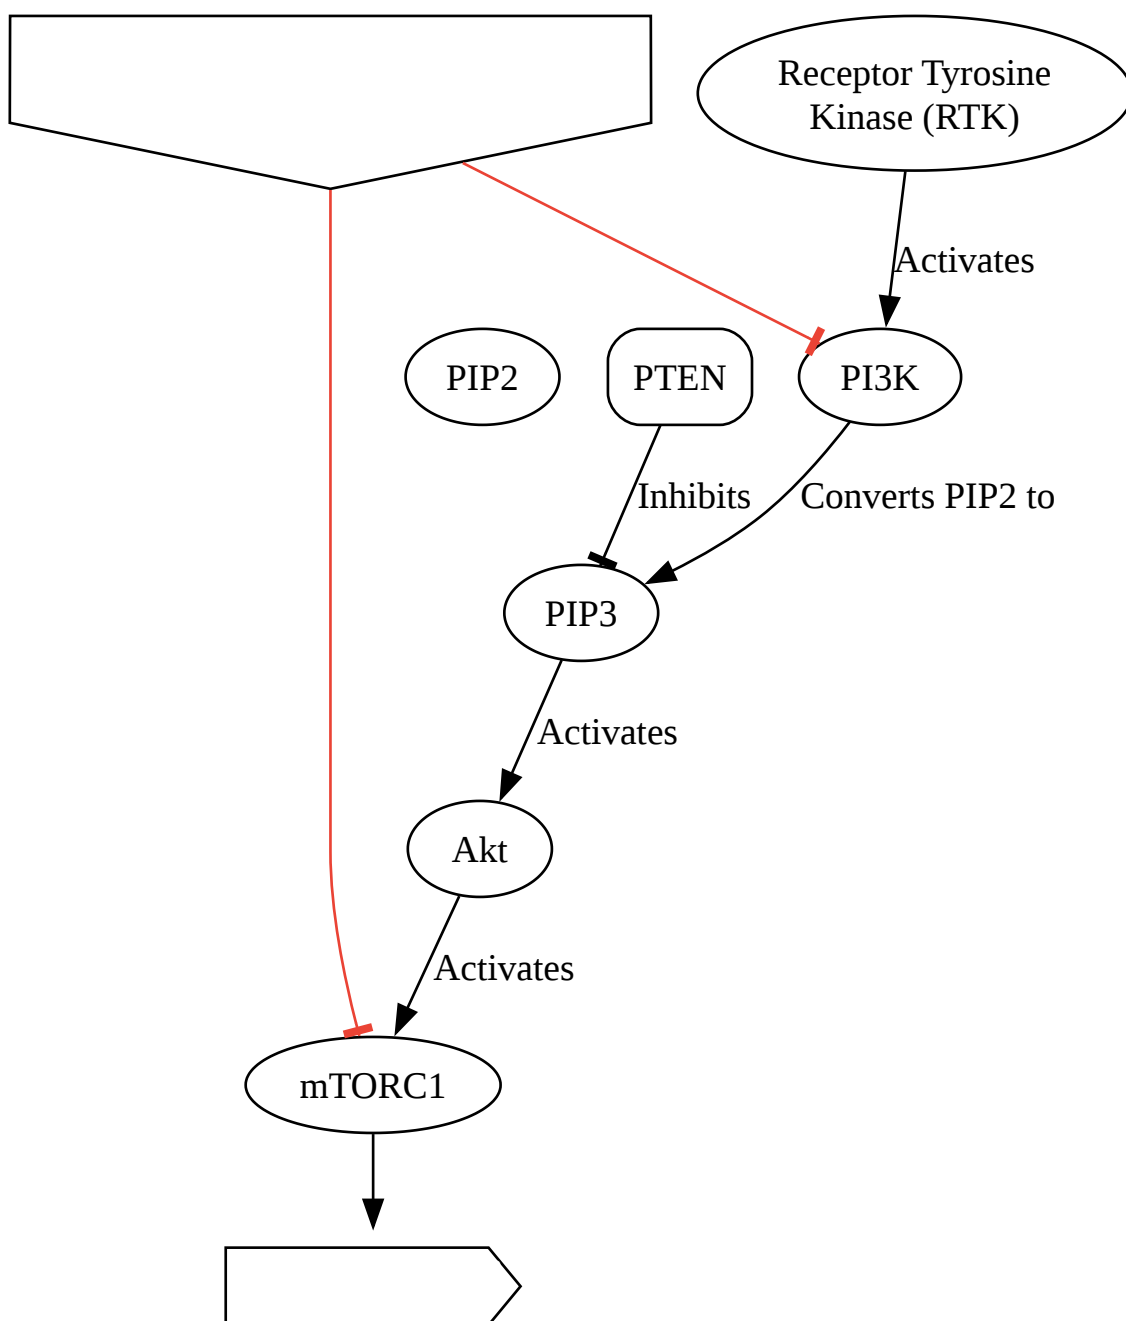 Receptor Tyrosine
Kinase (RTK)
Activates
PIP2
PTEN
PI3K
Inhibits
Converts PIP2 to
PIP3
Activates
Akt
Activates
mTORC1